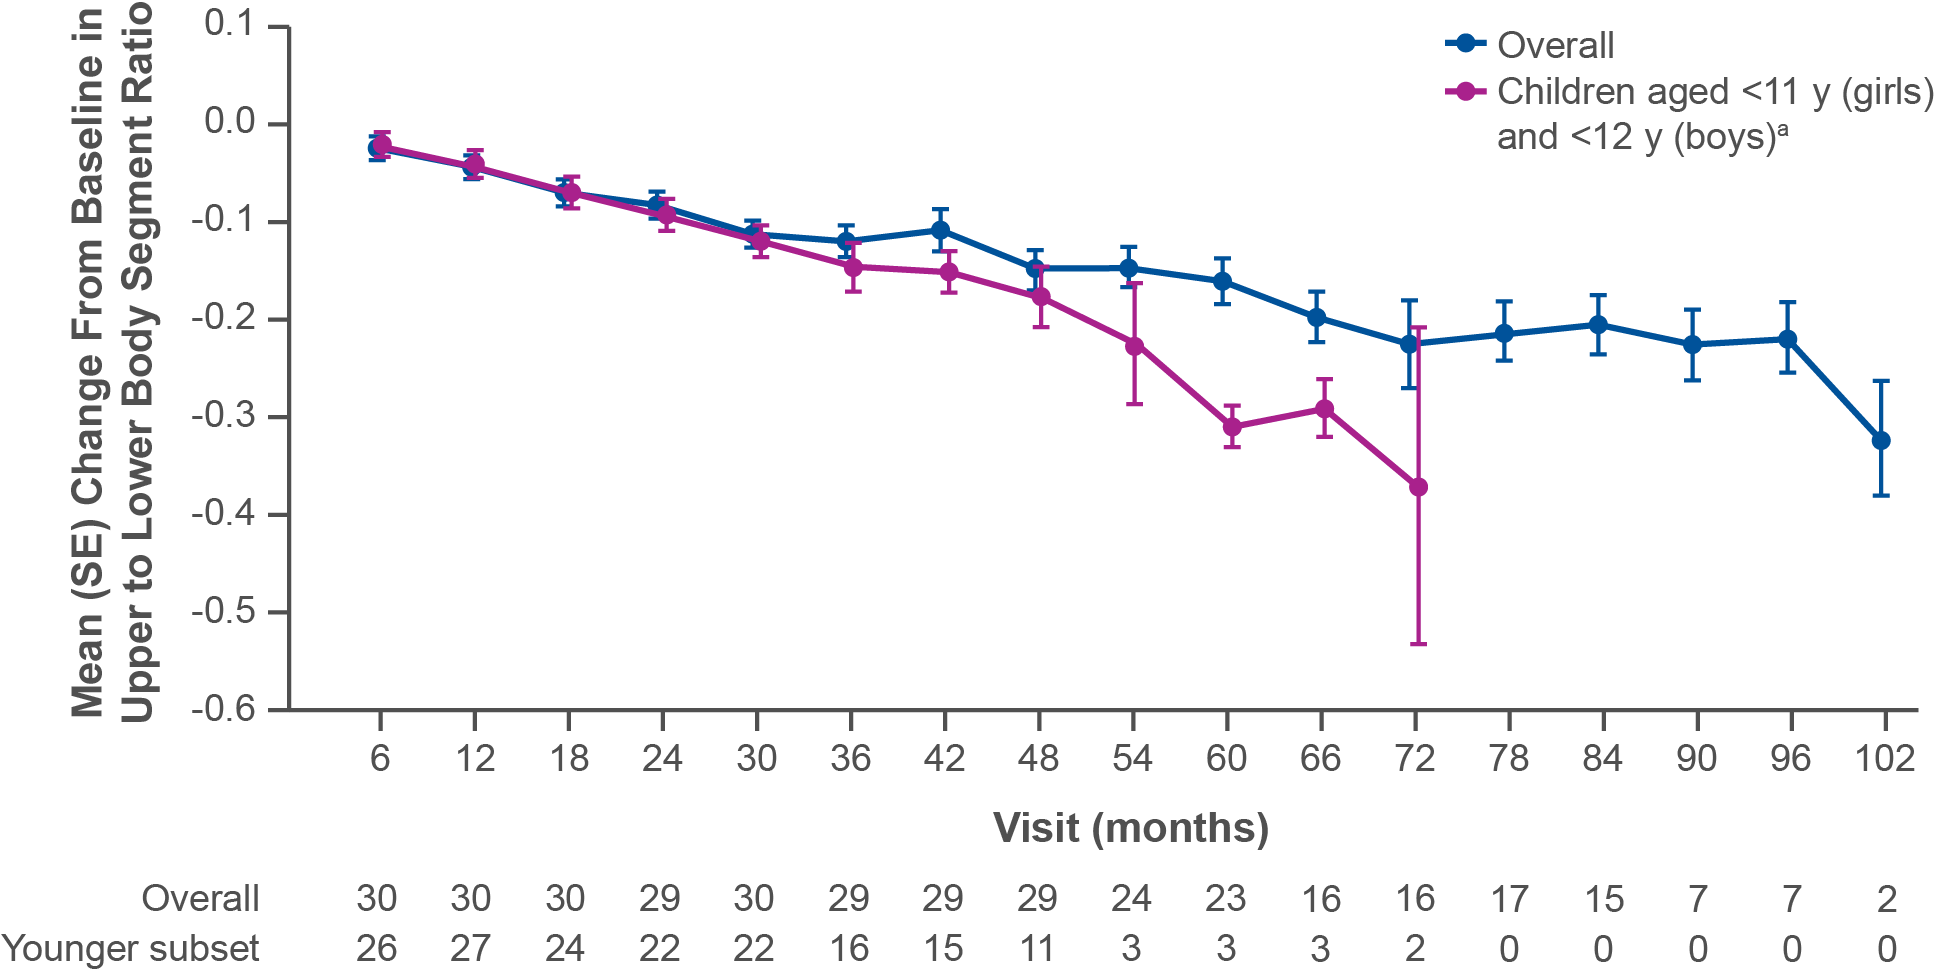 Mean (SE) Change From Baseline in
Upper to Lower Body Segment Ratio
0.1
0.0
-0.1
-0.2
-0.3
-0.4
-0.5
-0.6
Overall
Children aged <11 y (girls)
and <12 y (boys)ᵃ
6 12 18 24 30 36 42 48 54 60 66 72 78 84 90 96 102
Visit (months)
Overall 30 30 30 29 30 29 29 29 24 23 16 16 17 15 7 7 2
Younger subset 26 27 24 22 22 16 15 11 3 3 3 2 0 0 0 0 0